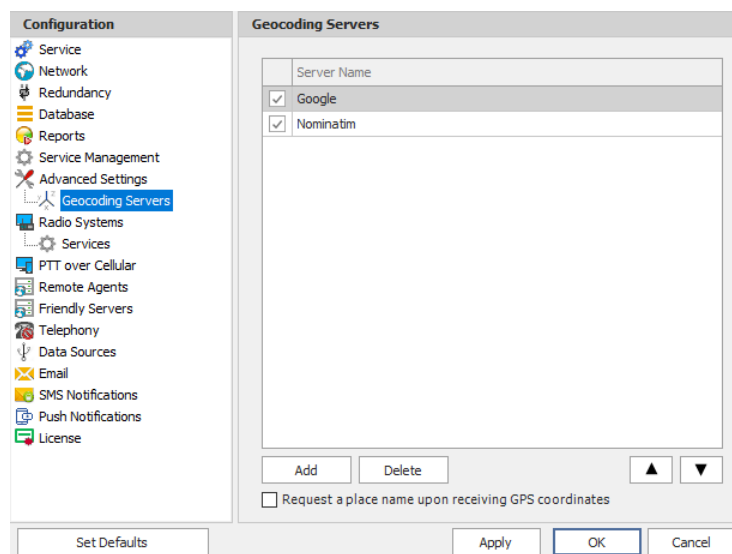 Configuration
Service
Network
Redundancy
Database
Reports
Service Management
Advanced Settings
Geocoding Servers
Radio Systems
Services
PTT over Cellular
Remote Agents
Friendly Servers
Telephony
Data Sources
Email
SMS Notifications
Push Notifications
License
Geocoding Servers
Server Name
Google
Nominatim
Add Delete
Request a place name upon receiving GPS coordinates
Set Defaults Apply OK Cancel